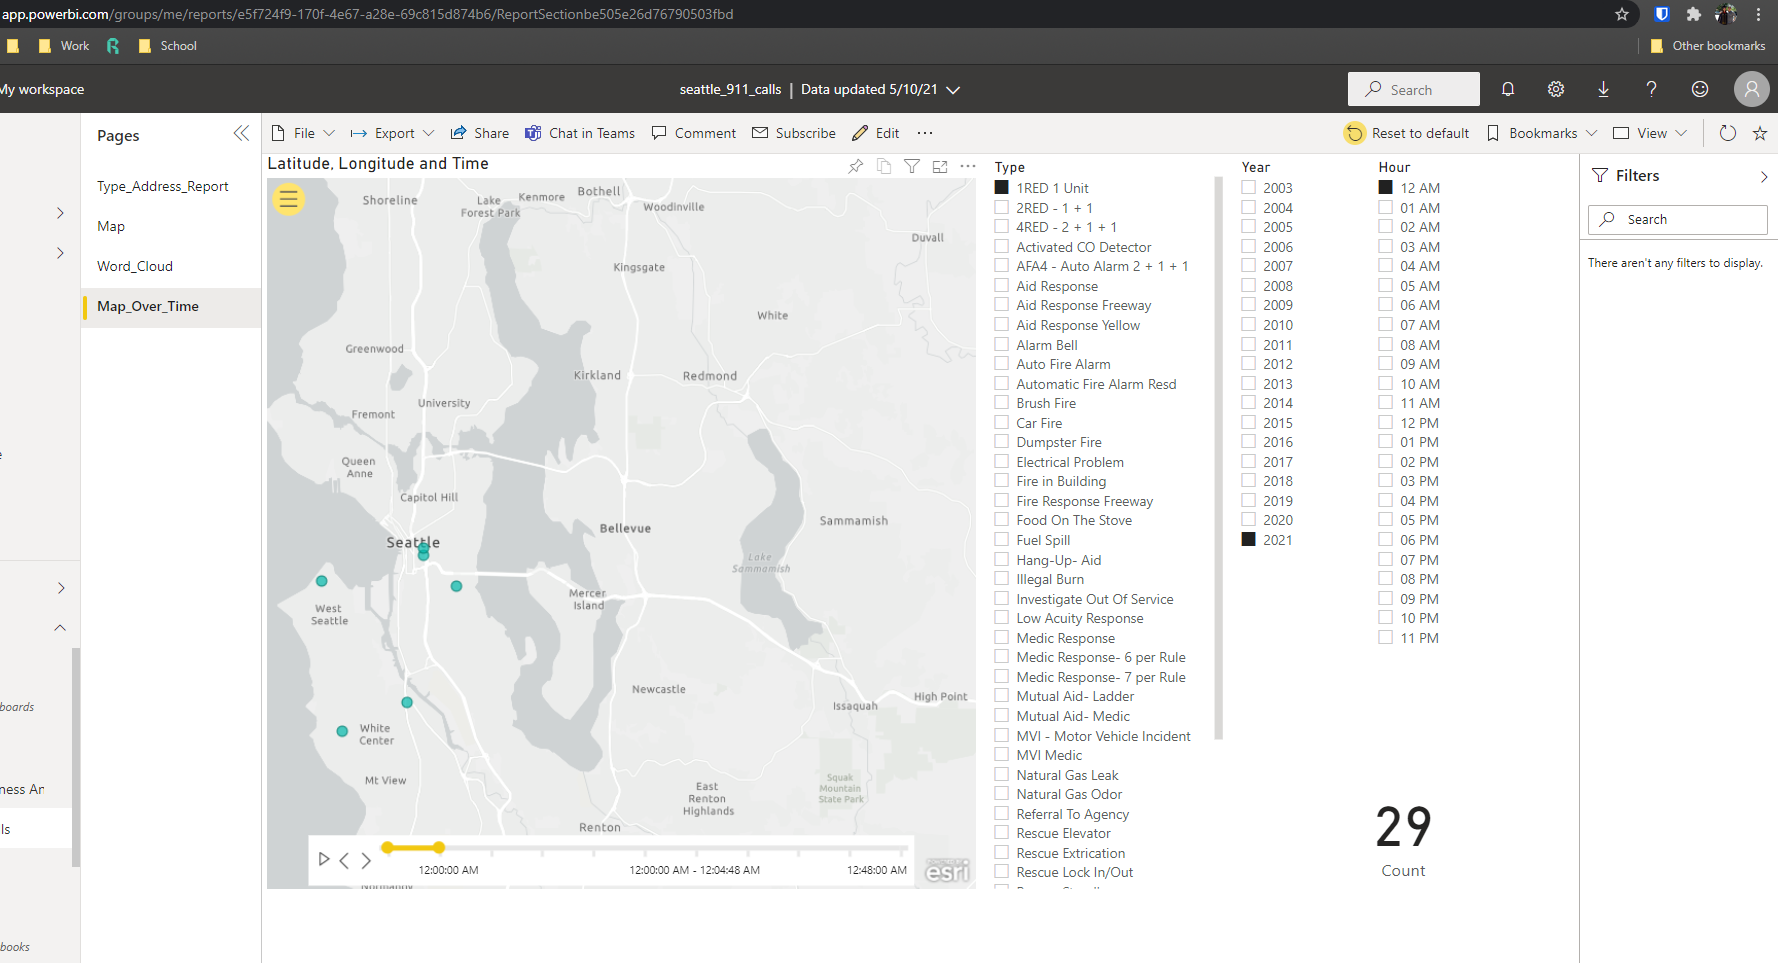 app.powerbi.com/groups/me/reports/e5f724f9-170f-4e67-a28e-69c815d874b6/ReportSectionbe505e26d76790503fbd
Work
School
Other bookmarks
My workspace
seattle_911_calls | Data updated 5/10/21
Search
Pages
Type_Address_Report
Map
Word_Cloud
Map_Over_Time
boards
ness An
ls
books
File
Export
Share
Chat in Teams
Comment
Subscribe
Edit
Reset to default
Bookmarks
View
Latitude, Longitude and Time
Shoreline
Lake
Forest Park
Kenmore
Bothell
Woodinville
Duvall
Kingsgate
White
Greenwood
Kirkland
Redmond
University
Fremont
Queen
Anne
Capitol Hill
Seattle
Bellevue
Sammamish
Lake
Sammamish
West
Seattle
Mercer
Island
Newcastle
Issaquah
High Point
White
Center
Mt View
East
Renton
Highlands
Squak
Mountain
State Park
Renton
12:00:00 AM
12:00:00 AM - 12:04:48 AM
12:48:00 AM
POWERED BY
esri
Type
1RED 1 Unit
2RED - 1 + 1
4RED - 2 + 1 + 1
Activated CO Detector
AFA4 - Auto Alarm 2 + 1 + 1
Aid Response
Aid Response Freeway
Aid Response Yellow
Alarm Bell
Auto Fire Alarm
Automatic Fire Alarm Resd
Brush Fire
Car Fire
Dumpster Fire
Electrical Problem
Fire in Building
Fire Response Freeway
Food On The Stove
Fuel Spill
Hang-Up- Aid
Illegal Burn
Investigate Out Of Service
Low Acuity Response
Medic Response
Medic Response- 6 per Rule
Medic Response- 7 per Rule
Mutual Aid- Ladder
Mutual Aid- Medic
MVI - Motor Vehicle Incident
MVI Medic
Natural Gas Leak
Natural Gas Odor
Referral To Agency
Rescue Elevator
Rescue Extrication
Rescue Lock In/Out
Year
2003
2004
2005
2006
2007
2008
2009
2010
2011
2012
2013
2014
2015
2016
2017
2018
2019
2020
2021
Hour
12 AM
01 AM
02 AM
03 AM
04 AM
05 AM
06 AM
07 AM
08 AM
09 AM
10 AM
11 AM
12 PM
01 PM
02 PM
03 PM
04 PM
05 PM
06 PM
07 PM
08 PM
09 PM
10 PM
11 PM
29
Count
Filters
Search
There aren't any filters to display.